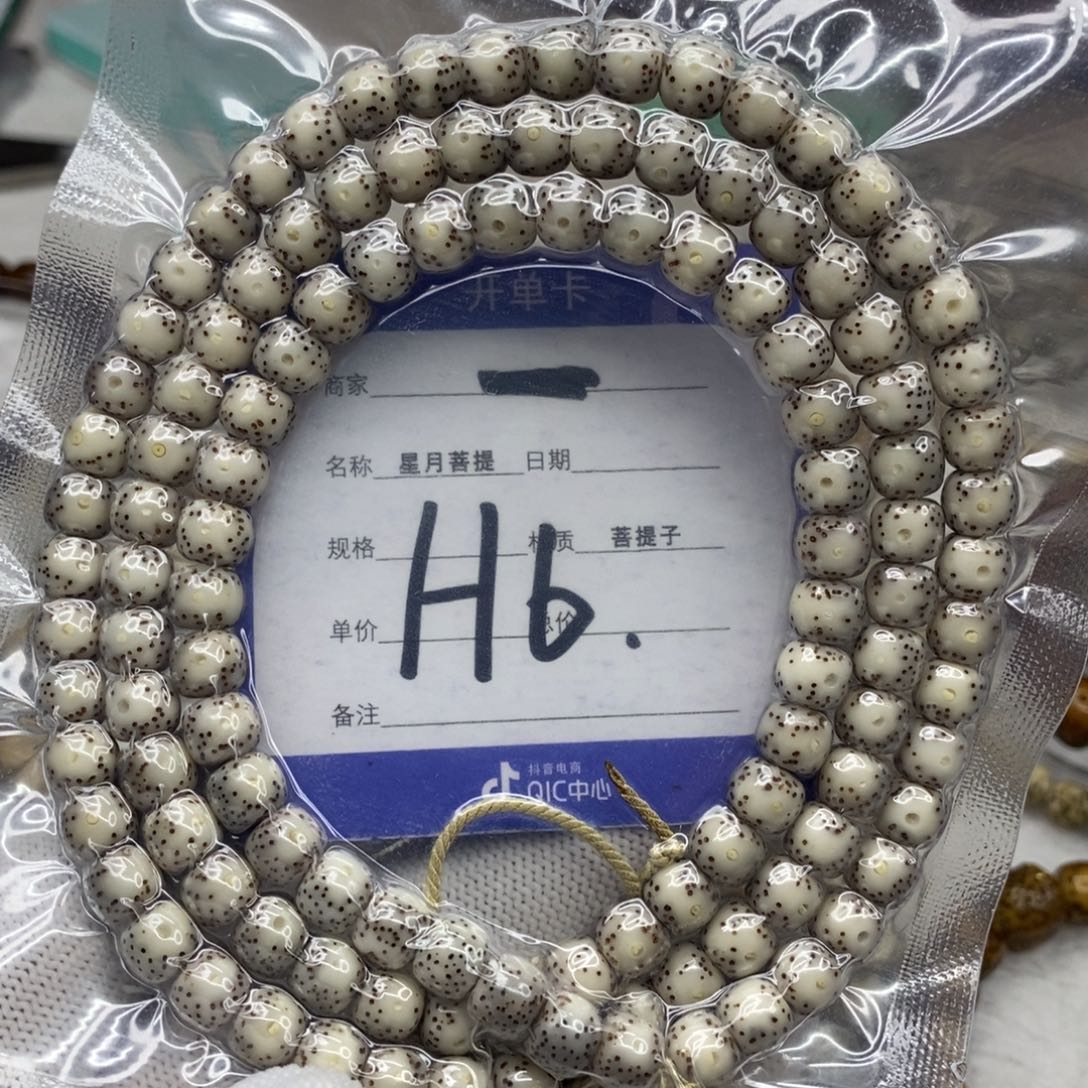 开单卡
商家
名称 星月菩提 日期
规格 材质 菩提子
H6.
单价 总价
备注
抖音电商
QIC中心